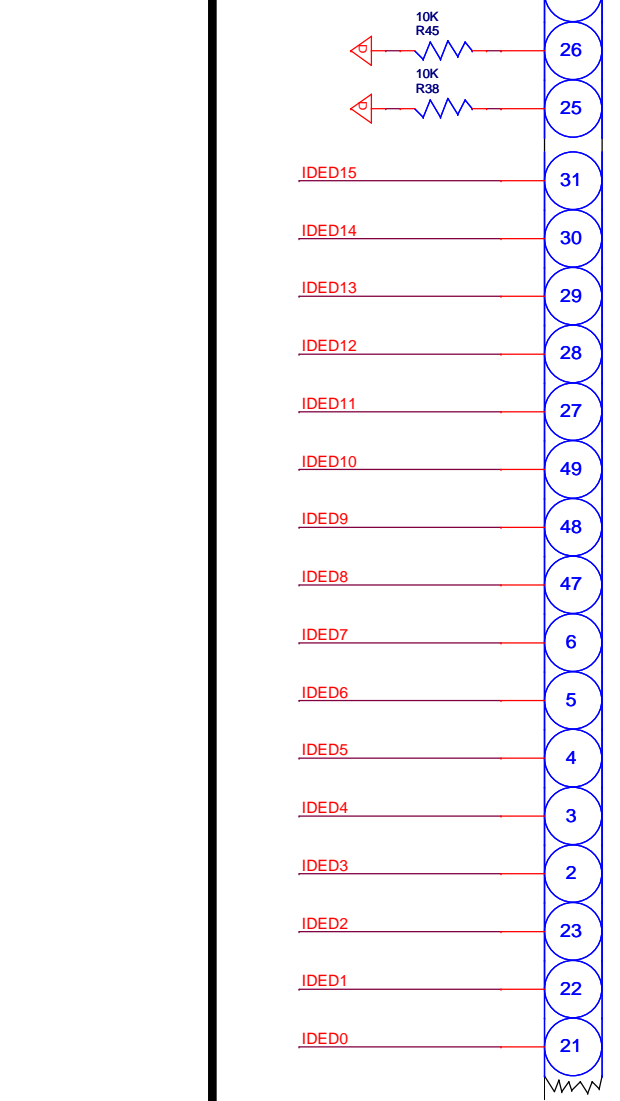 10K
R45
26
D
10K
R38
25
D
IDED15
31
IDED14
30
IDED13
29
IDED12
28
IDED11
27
IDED10
49
IDED9
48
IDED8
47
IDED7
6
IDED6
5
IDED5
4
IDED4
3
IDED3
2
IDED2
23
IDED1
22
IDED0
21